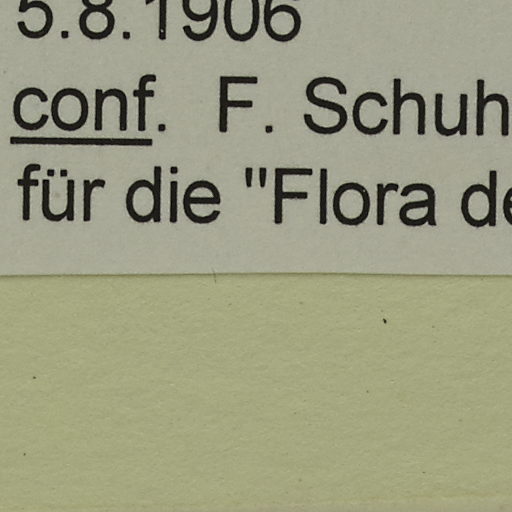 5.8.1906
conf. F. Schuh
für die "Flora de